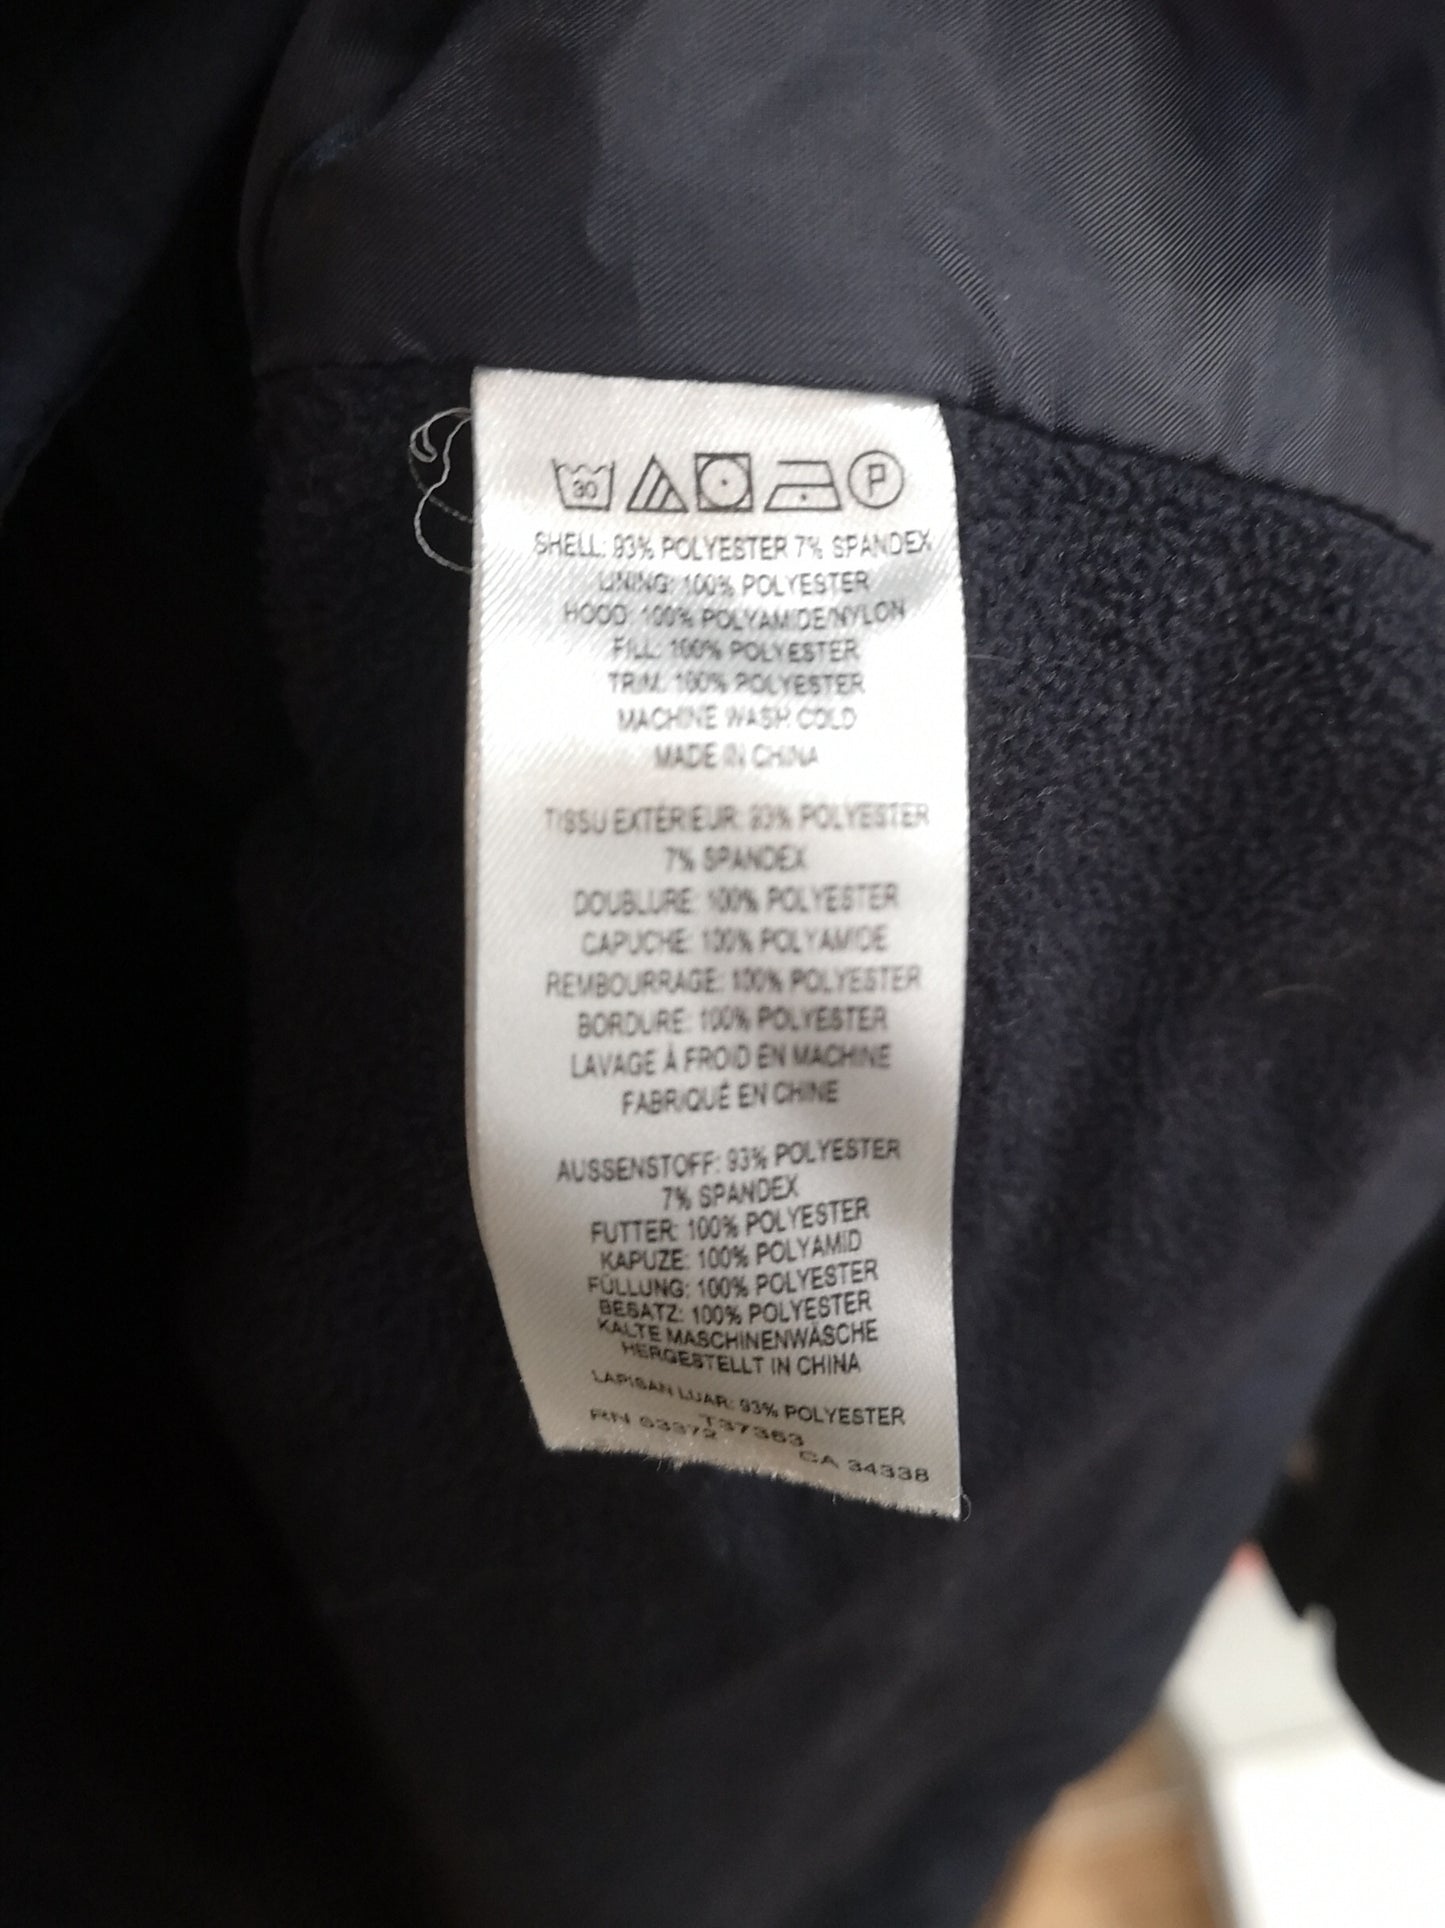 30 P
SHELL: 93% POLYESTER 7% SPANDEX
LINING: 100% POLYESTER
HOOD: 100% POLYAMIDE/NYLON
FILL: 100% POLYESTER
TRIM: 100% POLYESTER
MACHINE WASH COLD
MADE IN CHINA
TISSU EXTÉRIEUR: 93% POLYESTER
7% SPANDEX
DOUBLURE: 100% POLYESTER
CAPUCHE: 100% POLYAMIDE
REMBOURRAGE: 100% POLYESTER
BORDURE: 100% POLYESTER
LAVAGE À FROID EN MACHINE
FABRIQUÉ EN CHINE
AUSSENSTOFF: 93% POLYESTER
7% SPANDEX
FUTTER: 100% POLYESTER
KAPUZE: 100% POLYAMID
FÜLLUNG: 100% POLYESTER
BESATZ: 100% POLYESTER
KALTE MASCHINENWÄSCHE
HERGESTELLT IN CHINA
LAPISAN LUAR: 93% POLYESTER
T37363
RN 63372 CA 34338